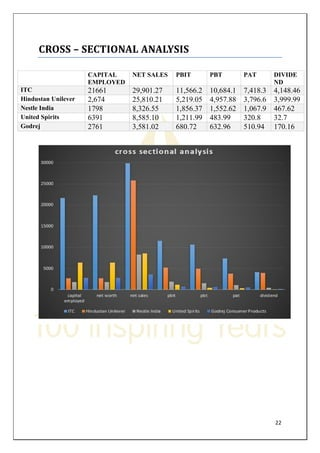 CROSS – SECTIONAL ANALYSIS
CAPITAL EMPLOYED NET SALES PBIT PBT PAT DIVIDE ND
ITC 21661 29,901.27 11,566.2 10,684.1 7,418.3 4,148.46
Hindustan Unilever 2,674 25,810.21 5,219.05 4,957.88 3,796.6 3,999.99
Nestle India 1798 8,326.55 1,856.37 1,552.62 1,067.9 467.62
United Spirits 6391 8,585.10 1,211.99 483.99 320.8 32.7
Godrej 2761 3,581.02 680.72 632.96 510.94 170.16
cross sectional analysis
30000
25000
20000
15000
10000
5000
0
capital employed net worth net sales pbit pbt pat dividend
ITC Hindustan Unilever Nestle India United Spirits Godrej Consumer Products
100 Inspiring Years
22